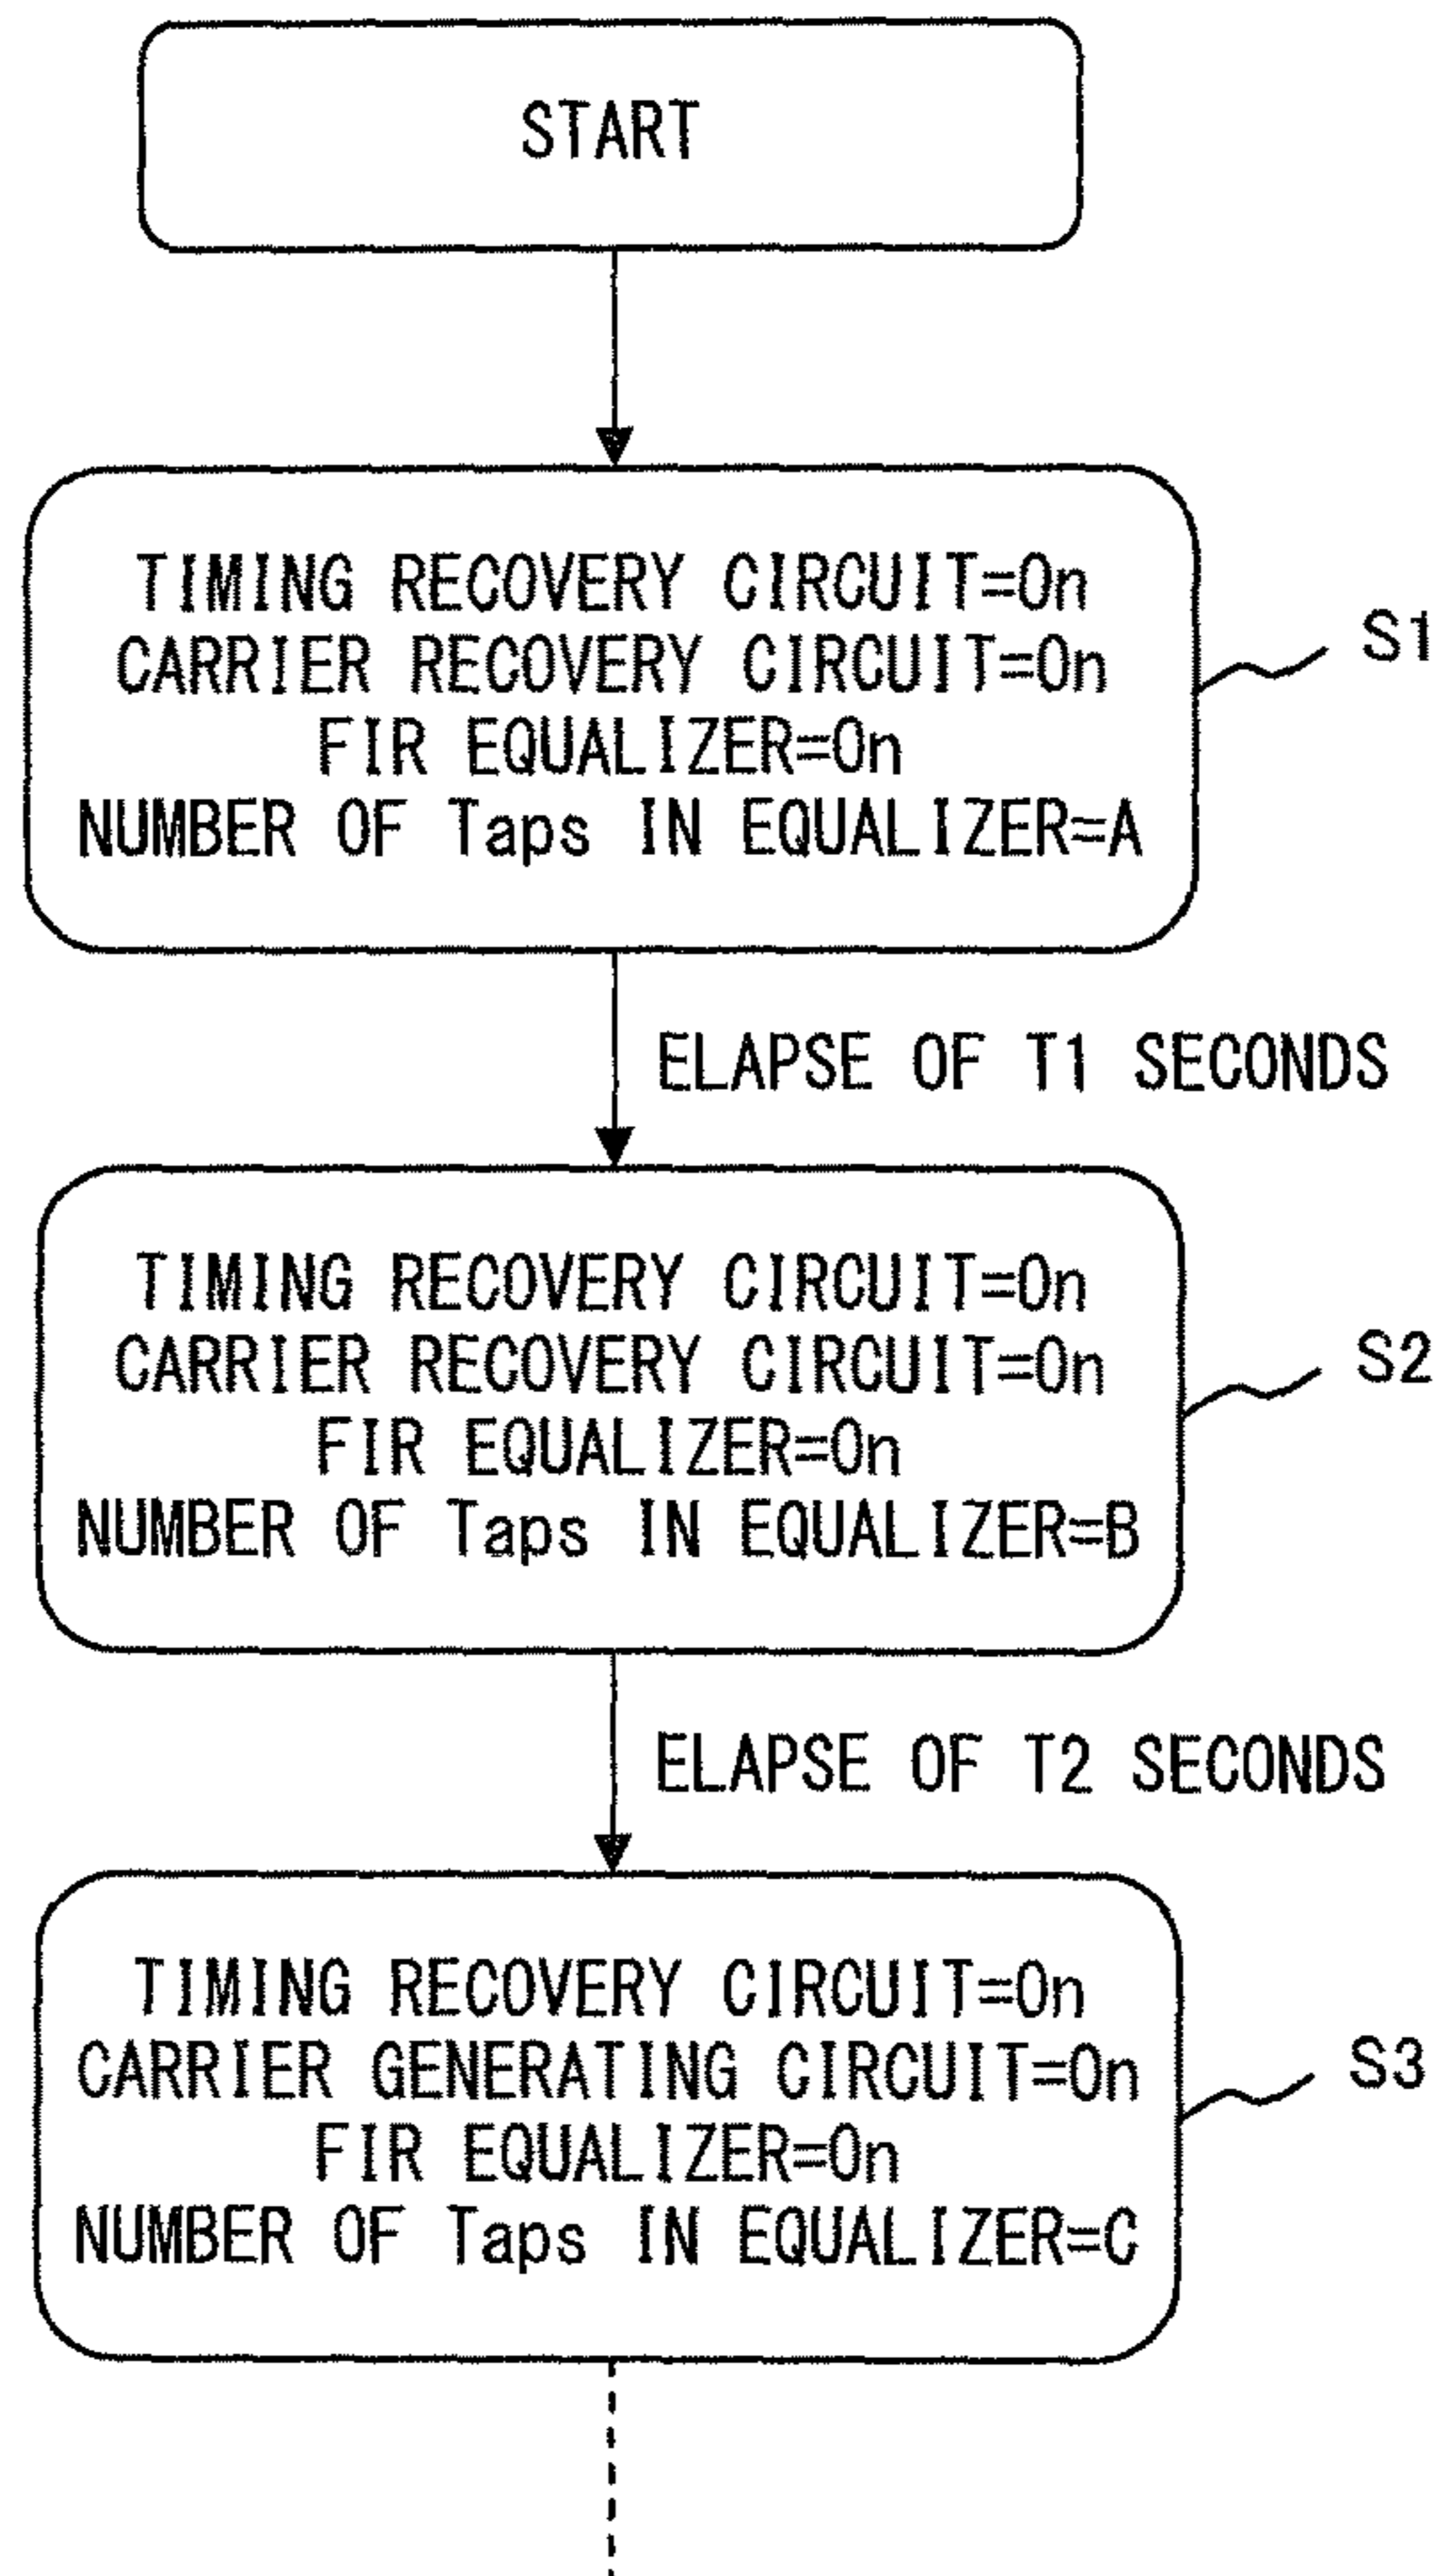 START
TIMING RECOVERY CIRCUIT=On
CARRIER RECOVERY CIRCUIT=On
FIR EQUALIZER=On
NUMBER OF Taps IN EQUALIZER=A
S1
ELAPSE OF T1 SECONDS
TIMING RECOVERY CIRCUIT=On
CARRIER RECOVERY CIRCUIT=On
FIR EQUALIZER=On
NUMBER OF Taps IN EQUALIZER=B
S2
ELAPSE OF T2 SECONDS
TIMING RECOVERY CIRCUIT=On
CARRIER GENERATING CIRCUIT=On
FIR EQUALIZER=On
NUMBER OF Taps IN EQUALIZER=C
S3